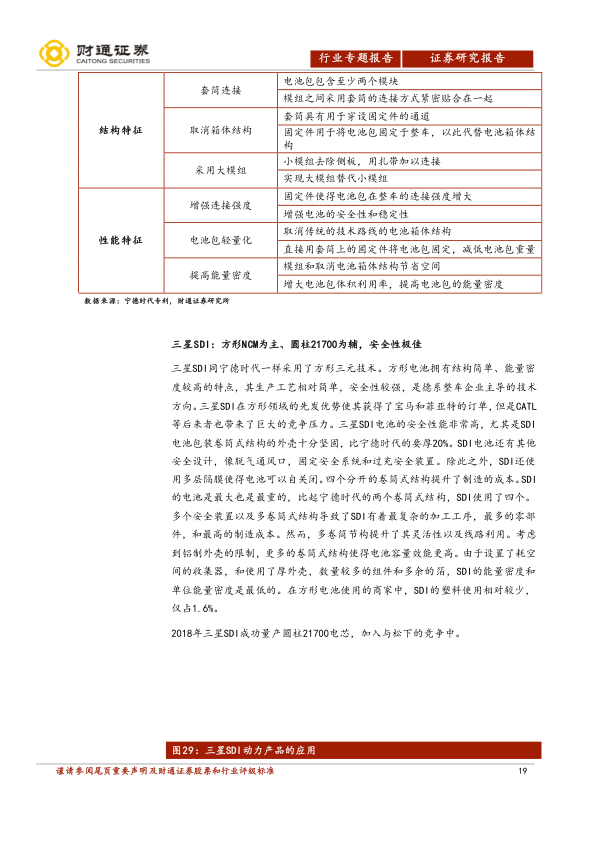 财通证券
CAITONG SECURITIES
行业专题报告 证券研究报告
结构特征
套筒连接
电池包包含至少两个模块
模组之间采用套筒的连接方式紧密贴合在一起
取消箱体结构
套筒具有用于穿设固定件的通道
固定件用于将电池包固定于整车，以此代替电池箱体结
构
采用大模组
小模组去除侧板，用扎带加以连接
实现大模组替代小模组
性能特征
增强连接强度
固定件使得电池包在整车的连接强度增大
增强电池的安全性和稳定性
电池包轻量化
取消传统的技术路线的电池箱体结构
直接用套筒上的固定件将电池包固定，减低电池包重量
提高能量密度
模组和取消电池箱体结构节省空间
增大电池包体积利用率，提高电池包的能量密度
数据来源：宁德时代专利，财通证券研究所
三星SDI：方形NCM为主、圆柱21700为辅，安全性极佳
三星SDI同宁德时代一样采用了方形三元技术。方形电池拥有结构简单、能量密
度较高的特点，其生产工艺相对简单，安全性较强，是德系整车企业主导的技术
方向。三星SDI在方形领域的先发优势使其获得了宝马和菲亚特的订单，但是CATL
等后来者也带来了巨大的竞争压力。三星SDI电池的安全性能非常高，尤其是SDI
电池包装卷筒式结构的外壳十分坚固，比宁德时代的要厚20%。SDI电池还有其他
安全设计，像脱气通风口，固定安全系统和过充安全装置。除此之外，SDI还使
用多层隔膜使得电池可以自关闭。四个分开的卷筒式结构提升了制造的成本。SDI
的电池是最大也是最重的，比起宁德时代的两个卷筒式结构，SDI使用了四个。
多个安全装置以及多卷筒式结构导致了SDI有着最复杂的加工工序，最多的零部
件，和最高的制造成本。然而，多卷筒节构提升了其灵活性以及线路利用。考虑
到铝制外壳的限制，更多的卷筒式结构使得电池容量效能更高。由于设置了耗空
间的收集器，和使用了厚外壳，数量较多的组件和多余的箔，SDI的能量密度和
单位能量密度是最低的。在方形电池使用的商家中，SDI的塑料使用相对较少，
仅占1.6%。
2018年三星SDI成功量产圆柱21700电芯，加入与松下的竞争中。
图29：三星SDI动力产品的应用
谨请参阅尾页重要声明及财通证券股票和行业评级标准 19